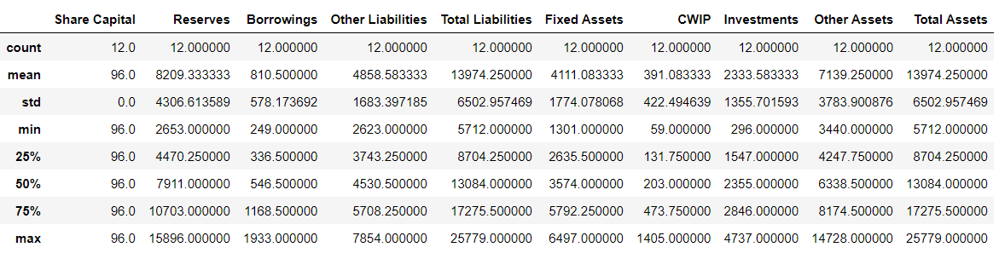 Share Capital Reserves Borrowings Other Liabilities Total Liabilities Fixed Assets CWIP Investments Other Assets Total Assets
count 12.0 12.000000 12.000000 12.000000 12.000000 12.000000 12.000000 12.000000 12.000000 12.000000
mean 96.0 8209.333333 810.500000 4858.583333 13974.250000 4111.083333 391.083333 2333.583333 7139.250000 13974.250000
std 0.0 4306.613589 578.173692 1683.397185 6502.957469 1774.078068 422.494639 1355.701593 3783.900876 6502.957469
min 96.0 2653.000000 249.000000 2623.000000 5712.000000 1301.000000 59.000000 296.000000 3440.000000 5712.000000
25% 96.0 4470.250000 336.500000 3743.250000 8704.250000 2635.500000 131.750000 1547.000000 4247.750000 8704.250000
50% 96.0 7911.000000 546.500000 4530.500000 13084.000000 3574.000000 203.000000 2355.000000 6338.500000 13084.000000
75% 96.0 10703.000000 1168.500000 5708.250000 17275.500000 5792.250000 473.750000 2846.000000 8174.500000 17275.500000
max 96.0 15896.000000 1933.000000 7854.000000 25779.000000 6497.000000 1405.000000 4737.000000 14728.000000 25779.000000